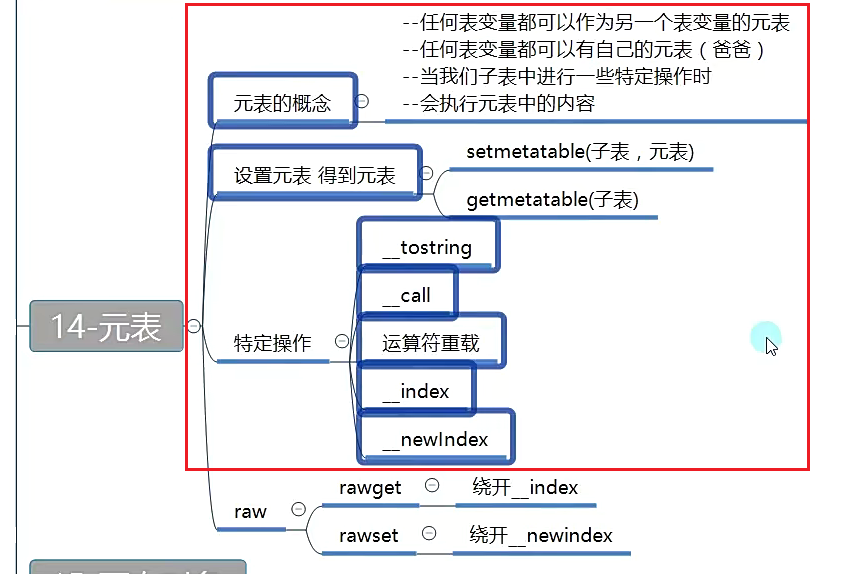 --任何表变量都可以作为另一个表变量的元表
--任何表变量都可以有自己的元表（爸爸）
--当我们子表中进行一些特定操作时
--会执行元表中的内容
元表的概念
设置元表 得到元表
setmetatable(子表，元表)
getmetatable(子表)
14-元表
特定操作
__tostring
__call
运算符重载
__index
__newIndex
raw
rawget
绕开__index
rawset
绕开__newindex